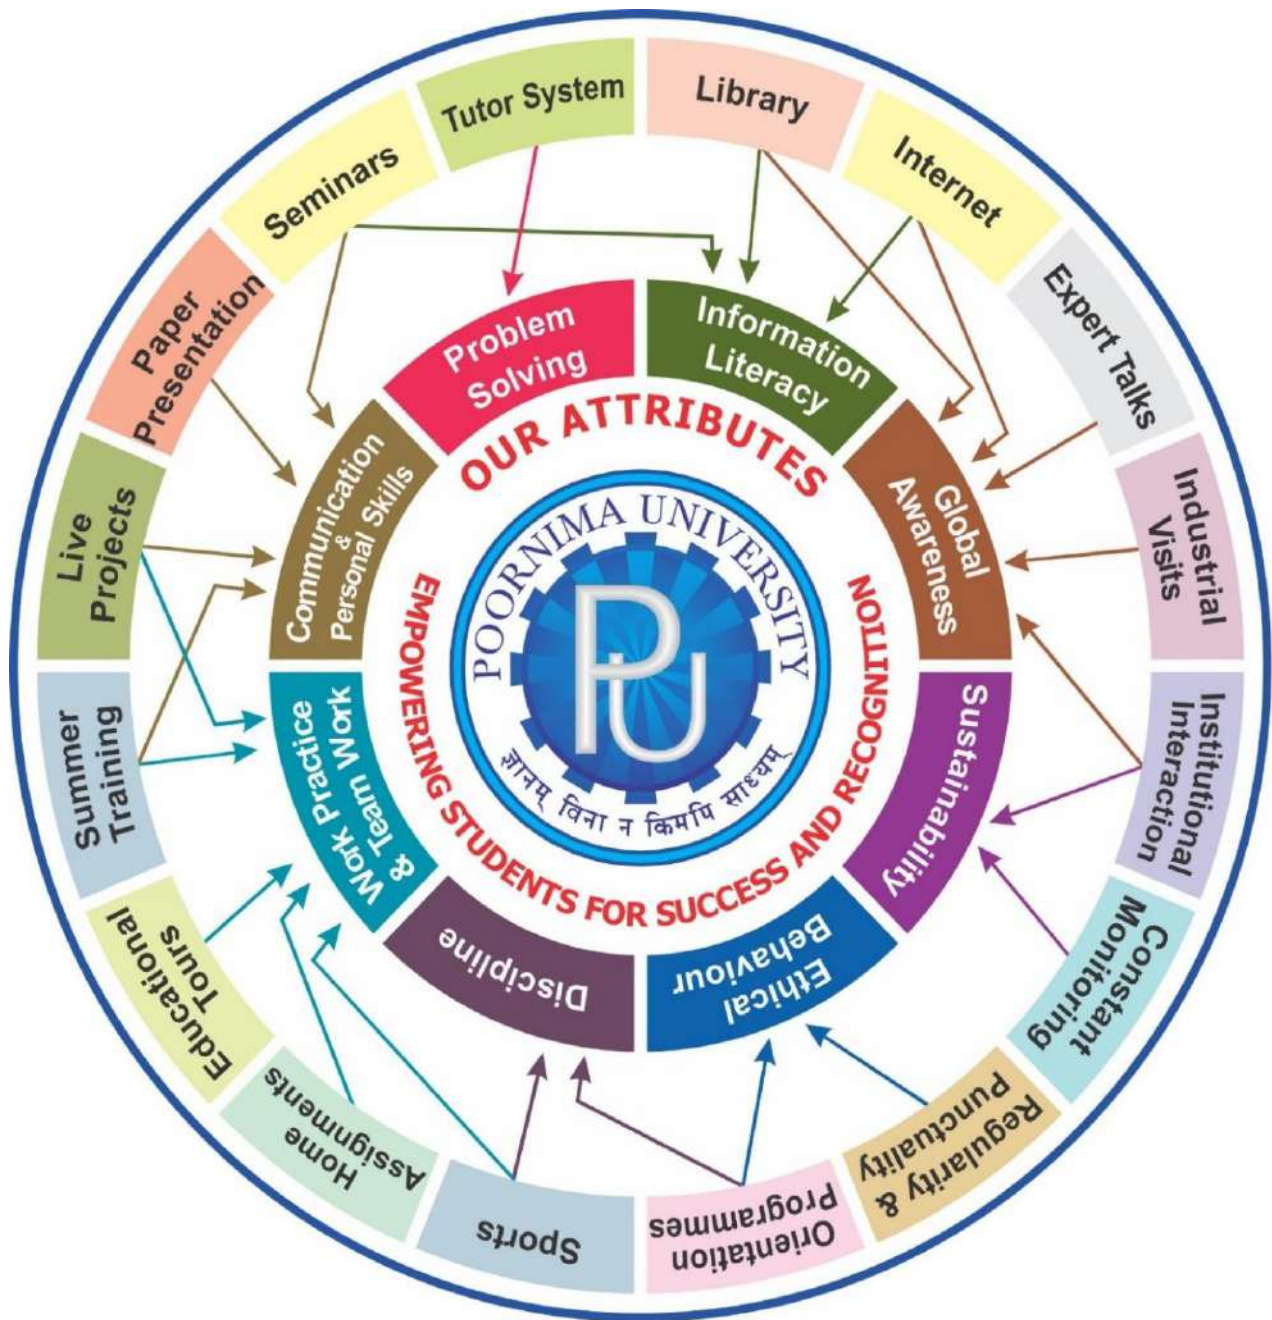 Tutor System
Library
Internet
Expert Talks
Industrial
Visits
Institutional
Interaction
Constant
Monitoring
Regularity &
Punctuality
Orientation
Programmes
Sports
Home
Assignments
Educational
Tours
Summer
Training
Live
Projects
Paper
Presentation
Seminars
Problem
Solving
Information
Literacy
Global
Awareness
Sustainability
Ethical
Behaviour
Discipline
Work Practice
& Team Work
Communication
&
Personal Skills
OUR ATTRIBUTES
EMPOWERING STUDENTS FOR SUCCESS AND RECOGNITION
POORNIMA UNIVERSITY
PU
ज्ञानम् विना न किमपि साध्यम्